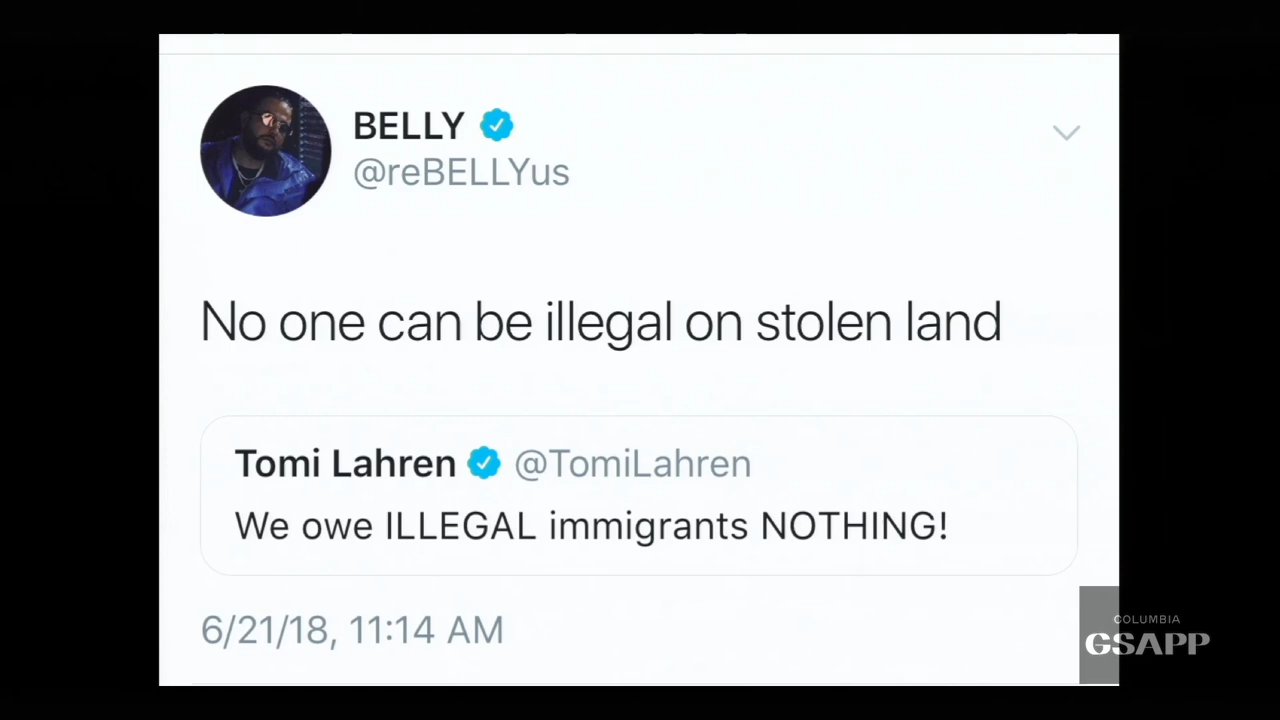 BELLY
@reBELLYus
No one can be illegal on stolen land
Tomi Lahren @TomiLahren
We owe ILLEGAL immigrants NOTHING!
6/21/18, 11:14 AM
COLUMBIA
GSAPP